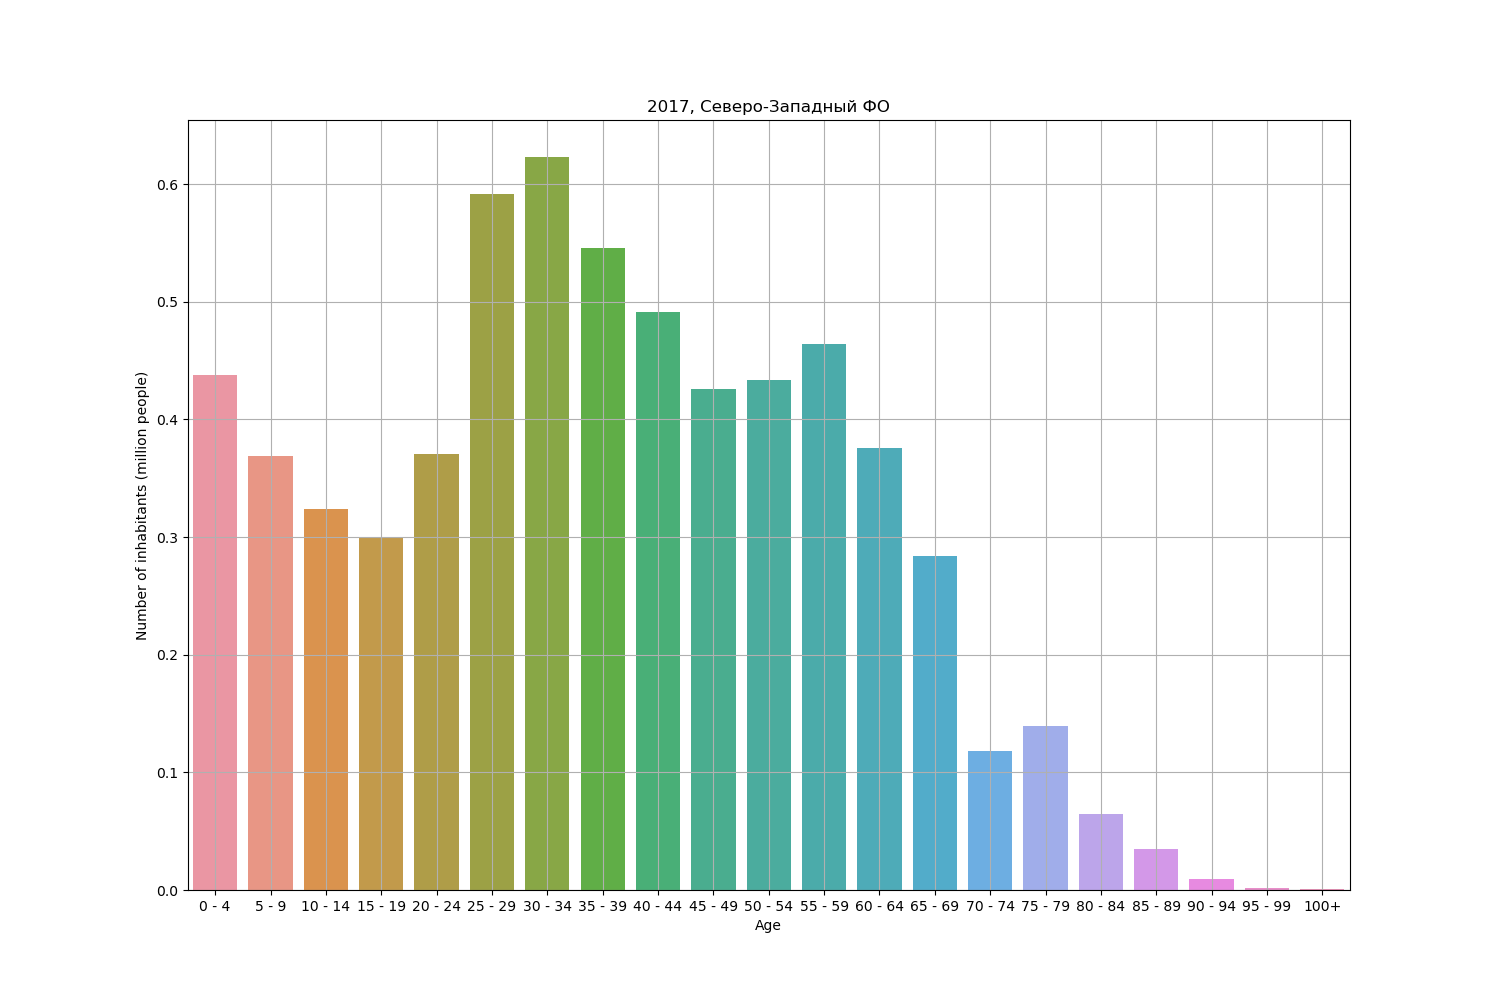 2017, Северо-Западный ФО
Number of inhabitants (million people)
0.6
0.5
0.4
0.3
0.2
0.1
0.0
0 - 4 5 - 9 10 - 14 15 - 19 20 - 24 25 - 29 30 - 34 35 - 39 40 - 44 45 - 49 50 - 54 55 - 59 60 - 64 65 - 69 70 - 74 75 - 79 80 - 84 85 - 89 90 - 94 95 - 99 100+
Age